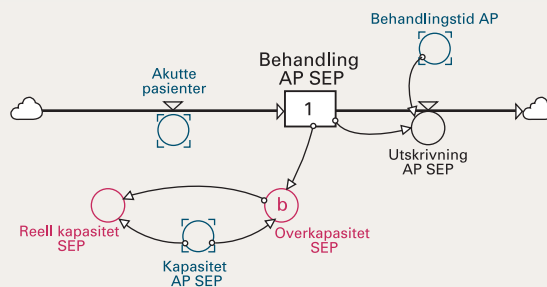 Behandlingstid AP
Behandling
AP SEP
Akutte
pasienter
1
Utskrivning
AP SEP
b
Reell kapasitet
SEP
Overkapasitet
SEP
Kapasitet
AP SEP